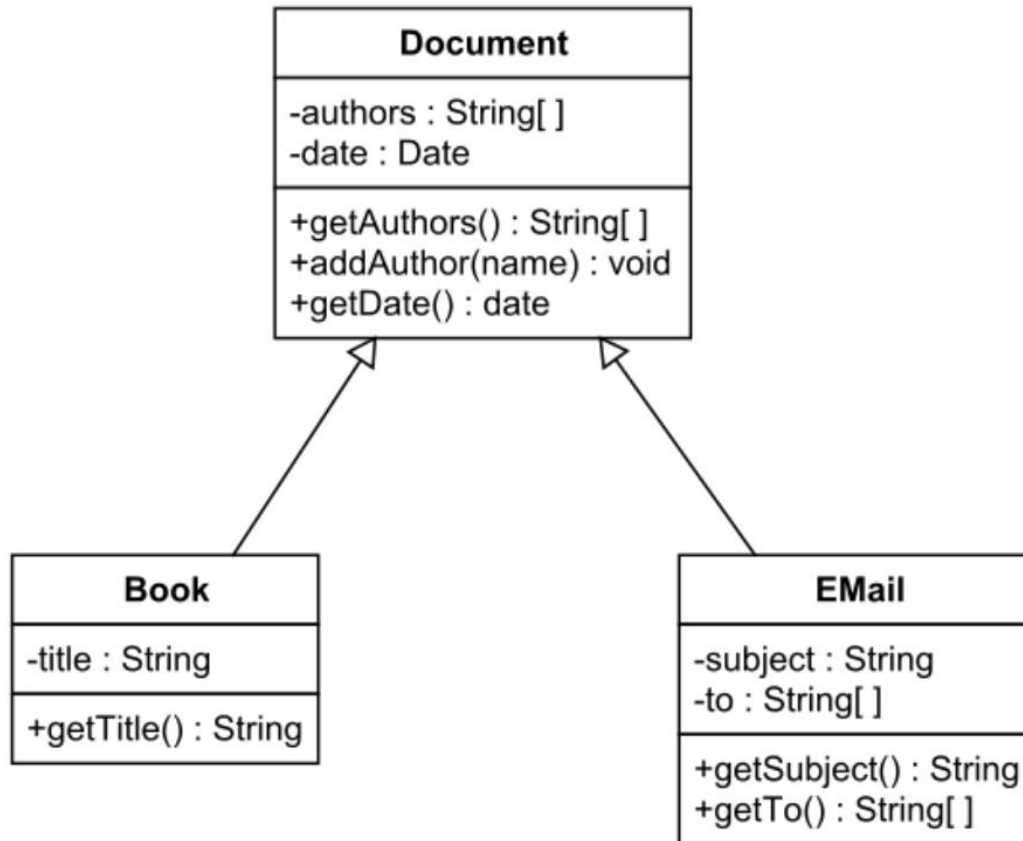 Document
-authors : String[ ]
-date : Date
+getAuthors() : String[ ]
+addAuthor(name) : void
+getDate() : date
Book
-title : String
+getTitle() : String
EMail
-subject : String
-to : String[ ]
+getSubject() : String
+getTo() : String[ ]